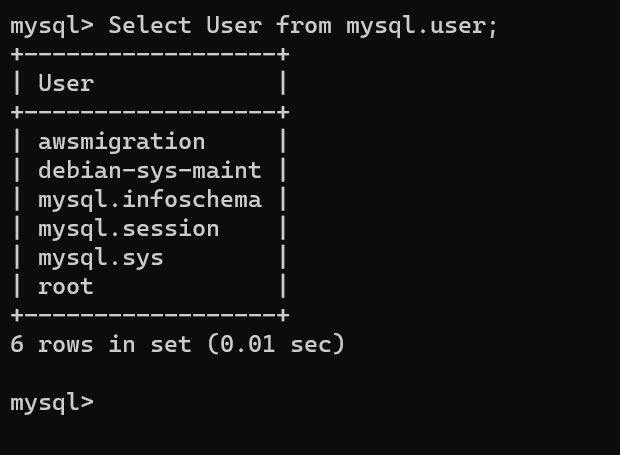 mysql> Select User from mysql.user;
+------------------+
| User             |
+------------------+
| awsmigration     |
| debian-sys-maint |
| mysql.infoschema |
| mysql.session    |
| mysql.sys        |
| root             |
+------------------+
6 rows in set (0.01 sec)
mysql>